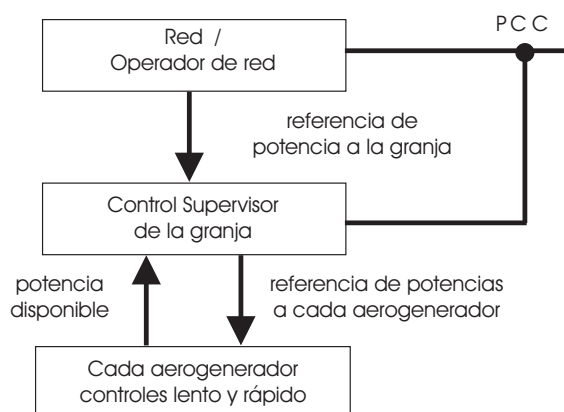 PCC
Red /
Operador de red
referencia de
potencia a la granja
Control Supervisor
de la granja
potencia
disponible
referencia de potencias
a cada aerogenerador
Cada aerogenerador
controles lento y rápido